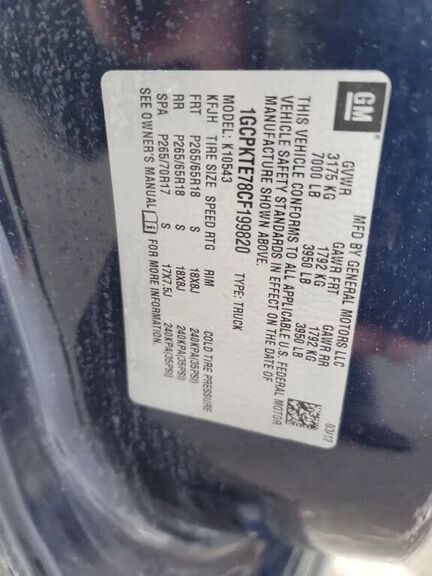 GM
MFD BY GENERAL MOTORS LLC
03/12
GVWR GAWR FRT GAWR RR
3175 KG 1792 KG 1792 KG
7000 LB 3950 LB 3950 LB
THIS VEHICLE CONFORMS TO ALL APPLICABLE U.S. FEDERAL MOTOR
VEHICLE SAFETY STANDARDS IN EFFECT ON THE DATE OF
MANUFACTURE SHOWN ABOVE.
1GCPKTE78CF199820 TYPE: TRUCK
MODEL: K10543
KFJH TIRE SIZE SPEED RTG RIM COLD TIRE PRESSURE
FRT P265/65R18 S 18X8J 240KPA(35PSI)
RR P265/65R18 S 18X8J 240KPA(35PSI)
SPA P265/70R17 S 17X7.5J 240KPA(35PSI)
SEE OWNER'S MANUAL FOR MORE INFORMATION.